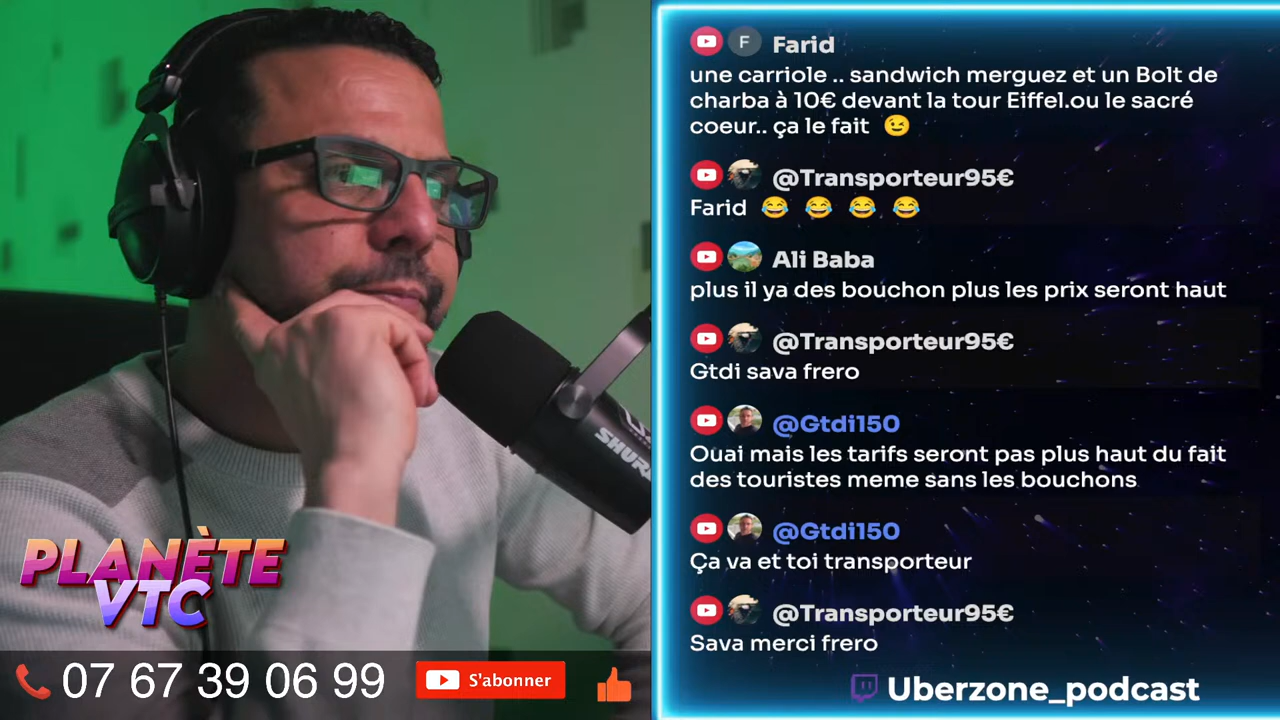 F Farid
une carriole .. sandwich merguez et un Bolt de
charba à 10€ devant la tour Eiffel.ou le sacré
coeur.. ça le fait 😉
@Transporteur95€
Farid 😂 😂 😂 😂
Ali Baba
plus il ya des bouchon plus les prix seront haut
@Transporteur95€
Gtdi sava frero
@Gtdi150
Ouai mais les tarifs seront pas plus haut du fait
des touristes meme sans les bouchons
@Gtdi150
Ça va et toi transporteur
@Transporteur95€
Sava merci frero
Uberzone_podcast
SHURE
PLANÈTE
VTC
07 67 39 06 99
S'abonner